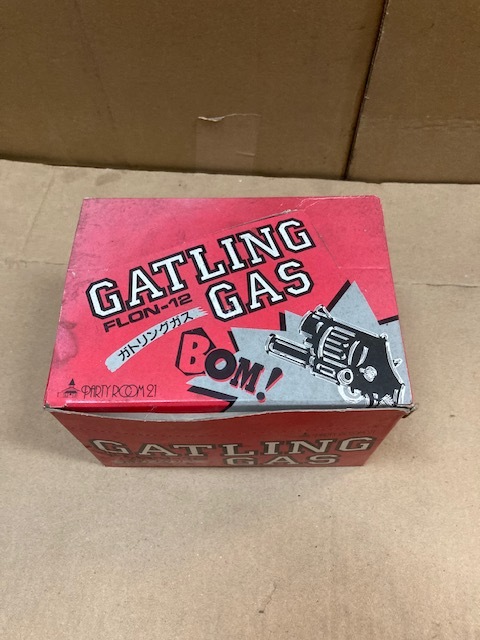 GATLING
GAS
FLON-12
ガトリングガス
BOM!
PARTY ROOM 21
GATLING
GAS